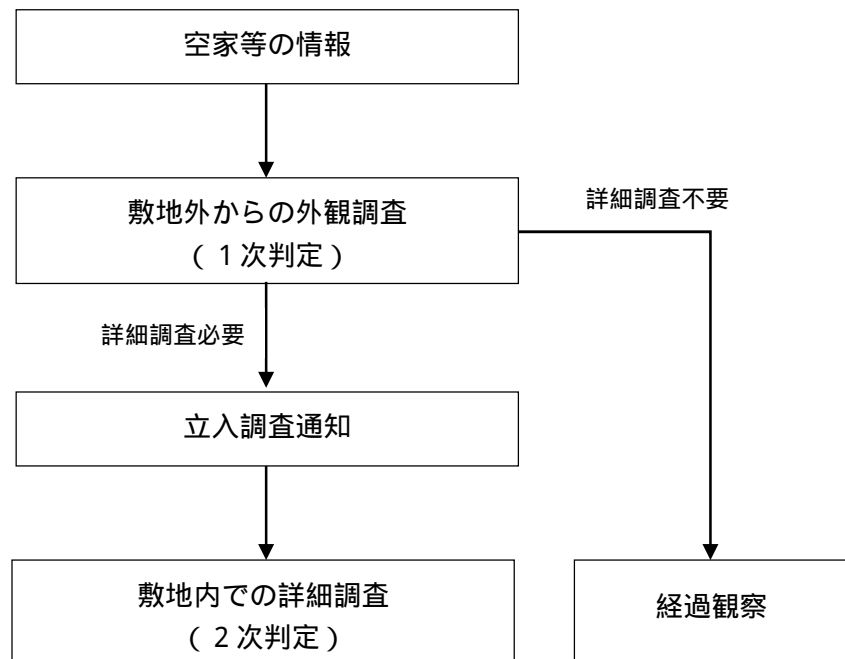 空家等の情報
敷地外からの外観調査
（１次判定）
詳細調査不要
詳細調査必要
立入調査通知
敷地内での詳細調査
（２次判定）
経過観察